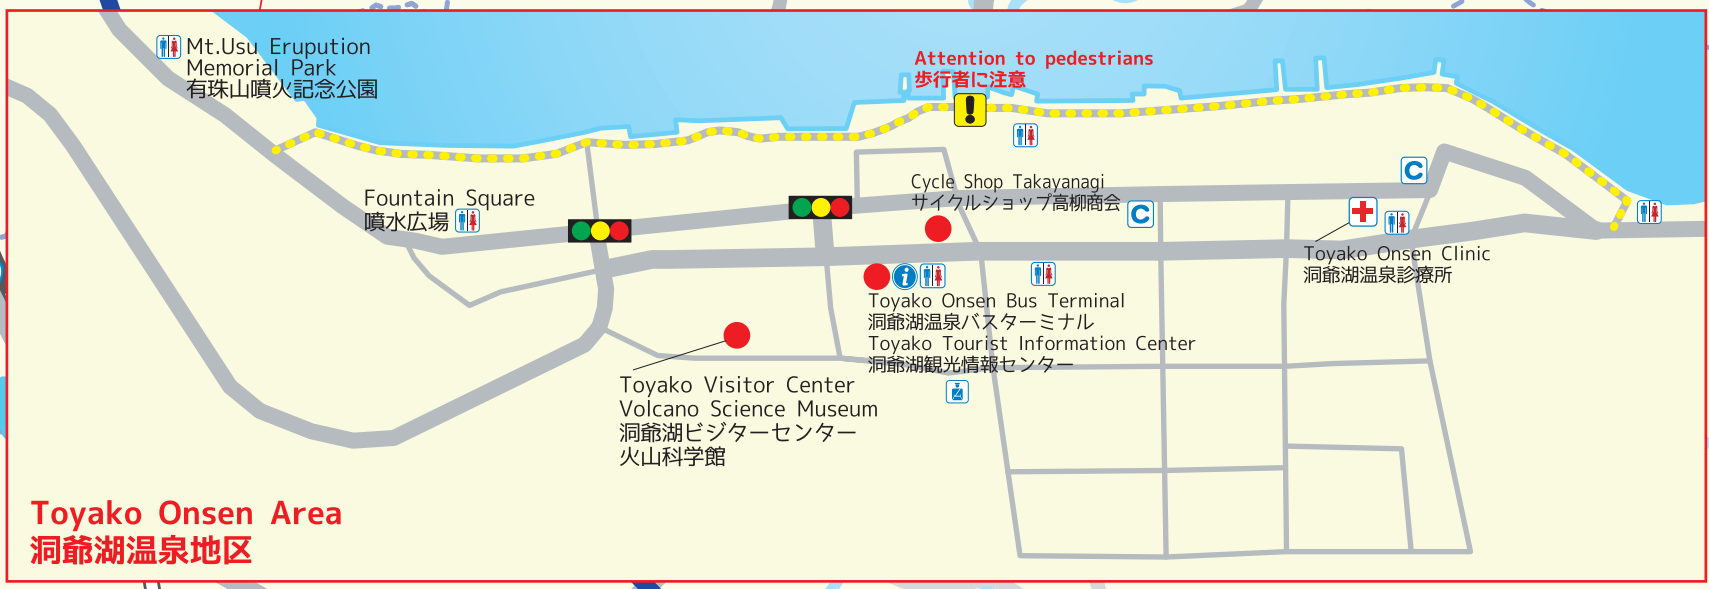 Mt.Usu Erupution
Memorial Park
有珠山噴火記念公園
Attention to pedestrians
歩行者に注意
!
Fountain Square
噴水広場
Cycle Shop Takayanagi
サイクルショップ高柳商会
C
C
Toyako Onsen Clinic
洞爺湖温泉診療所
i
Toyako Onsen Bus Terminal
洞爺湖温泉バスターミナル
Toyako Tourist Information Center
洞爺湖観光情報センター
Toyako Visitor Center
Volcano Science Museum
洞爺湖ビジターセンター
火山科学館
Toyako Onsen Area
洞爺湖温泉地区